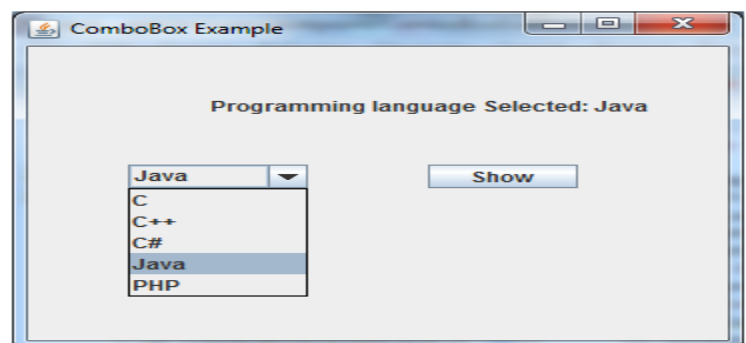 ComboBox Example
Programming language Selected: Java
Java
Show
C
C++
C#
Java
PHP